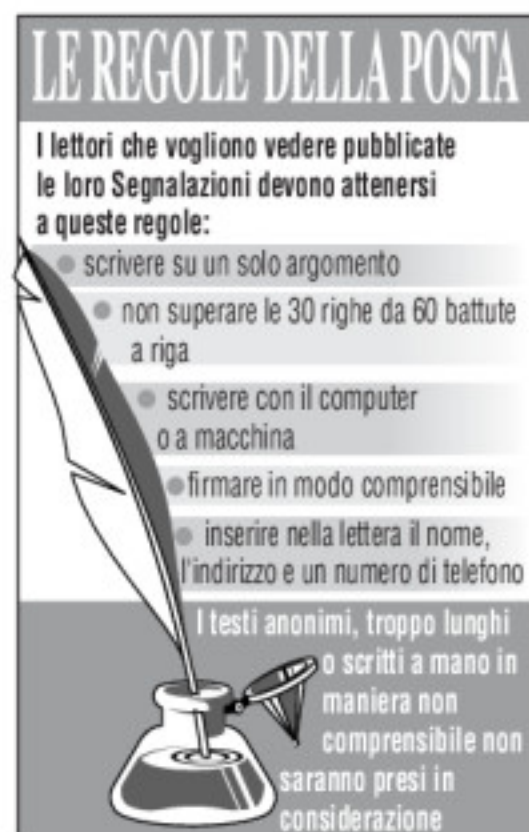 LE REGOLE DELLA POSTA
I lettori che vogliono vedere pubblicate
le loro Segnalazioni devono attenersi
a queste regole:
● scrivere su un solo argomento
● non superare le 30 righe da 60 battute
a riga
● scrivere con il computer
o a macchina
● firmare in modo comprensibile
● inserire nella lettera il nome,
l'indirizzo e un numero di telefono
I testi anonimi, troppo lunghi
o scritti a mano in
maniera non
comprensibile non
saranno presi in
considerazione